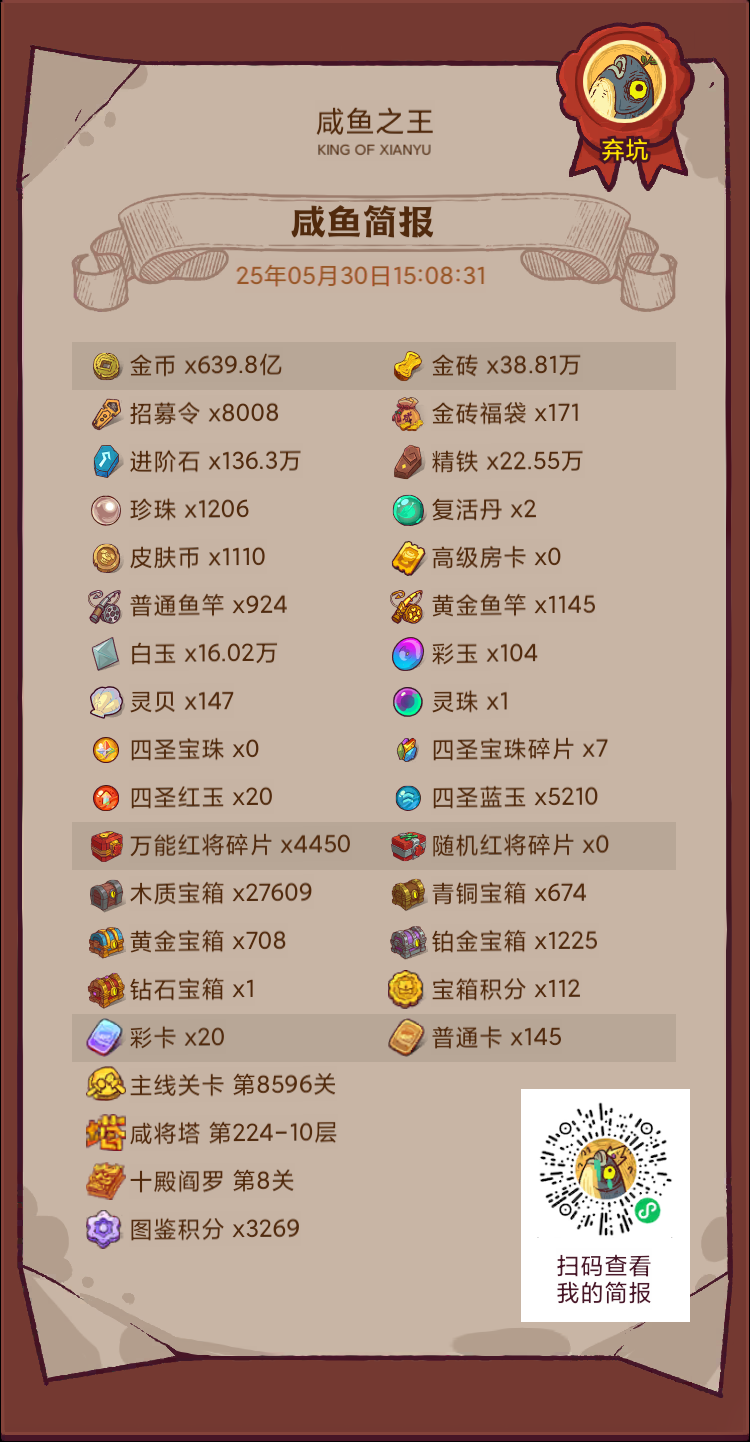 咸鱼之王
KING OF XIANYU
弃坑
咸鱼简报
25年05月30日15:08:31
金币 x639.8亿 金砖 x38.81万
招募令 x8008 金砖福袋 x171
进阶石 x136.3万 精铁 x22.55万
珍珠 x1206 复活丹 x2
皮肤币 x1110 高级房卡 x0
普通鱼竿 x924 黄金鱼竿 x1145
白玉 x16.02万 彩玉 x104
灵贝 x147 灵珠 x1
四圣宝珠 x0 四圣宝珠碎片 x7
四圣红玉 x20 四圣蓝玉 x5210
万能红将碎片 x4450 随机红将碎片 x0
木质宝箱 x27609 青铜宝箱 x674
黄金宝箱 x708 铂金宝箱 x1225
钻石宝箱 x1 宝箱积分 x112
彩卡 x20 普通卡 x145
主线关卡 第8596关
咸将塔 第224-10层
十殿阎罗 第8关
图鉴积分 x3269
扫码查看
我的简报